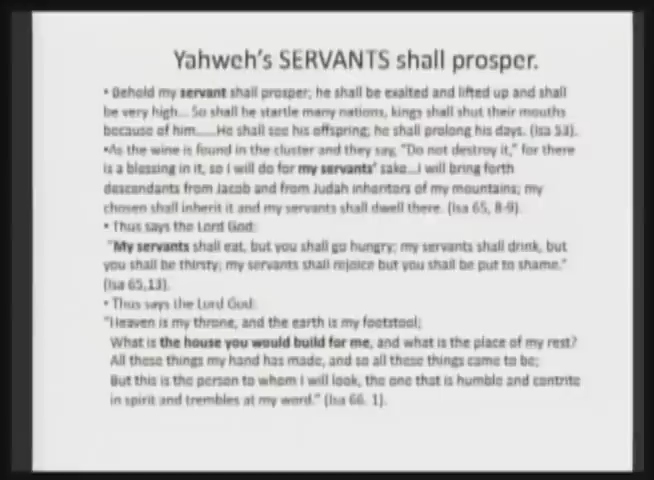 Yahweh's SERVANTS shall prosper.
• Behold my servant shall prosper; he shall be exalted and lifted up and shall
be very high... So shall he startle many nations, kings shall shut their mouths
because of him.....He shall see his offspring; he shall prolong his days. (Isa 53).
•As the wine is found in the cluster and they say, "Do not destroy it," for there
is a blessing in it, so I will do for my servants' sake...I will bring forth
descendants from Jacob and from Judah inheritors of my mountains; my
chosen shall inherit it and my servants shall dwell there. (Isa 65, 8-9).
• Thus says the Lord God:
"My servants shall eat, but you shall go hungry; my servants shall drink, but
you shall be thirsty; my servants shall rejoice but you shall be put to shame."
(Isa 65,13).
• Thus says the Lord God:
"Heaven is my throne, and the earth is my footstool;
What is the house you would build for me, and what is the place of my rest?
All these things my hand has made, and so all these things came to be;
But this is the person to whom I will look, the one that is humble and contrite
in spirit and trembles at my word." (Isa 66. 1).